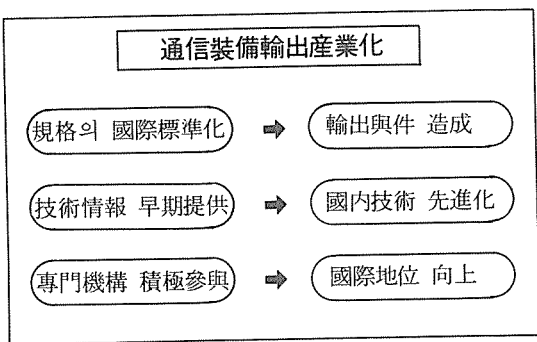 通信裝備輸出産業化
規格의 國際標準化 ➡ 輸出與件 造成
技術情報 早期提供 ➡ 國内技術 先進化
專門機構 積極參與 ➡ 國際地位 向上